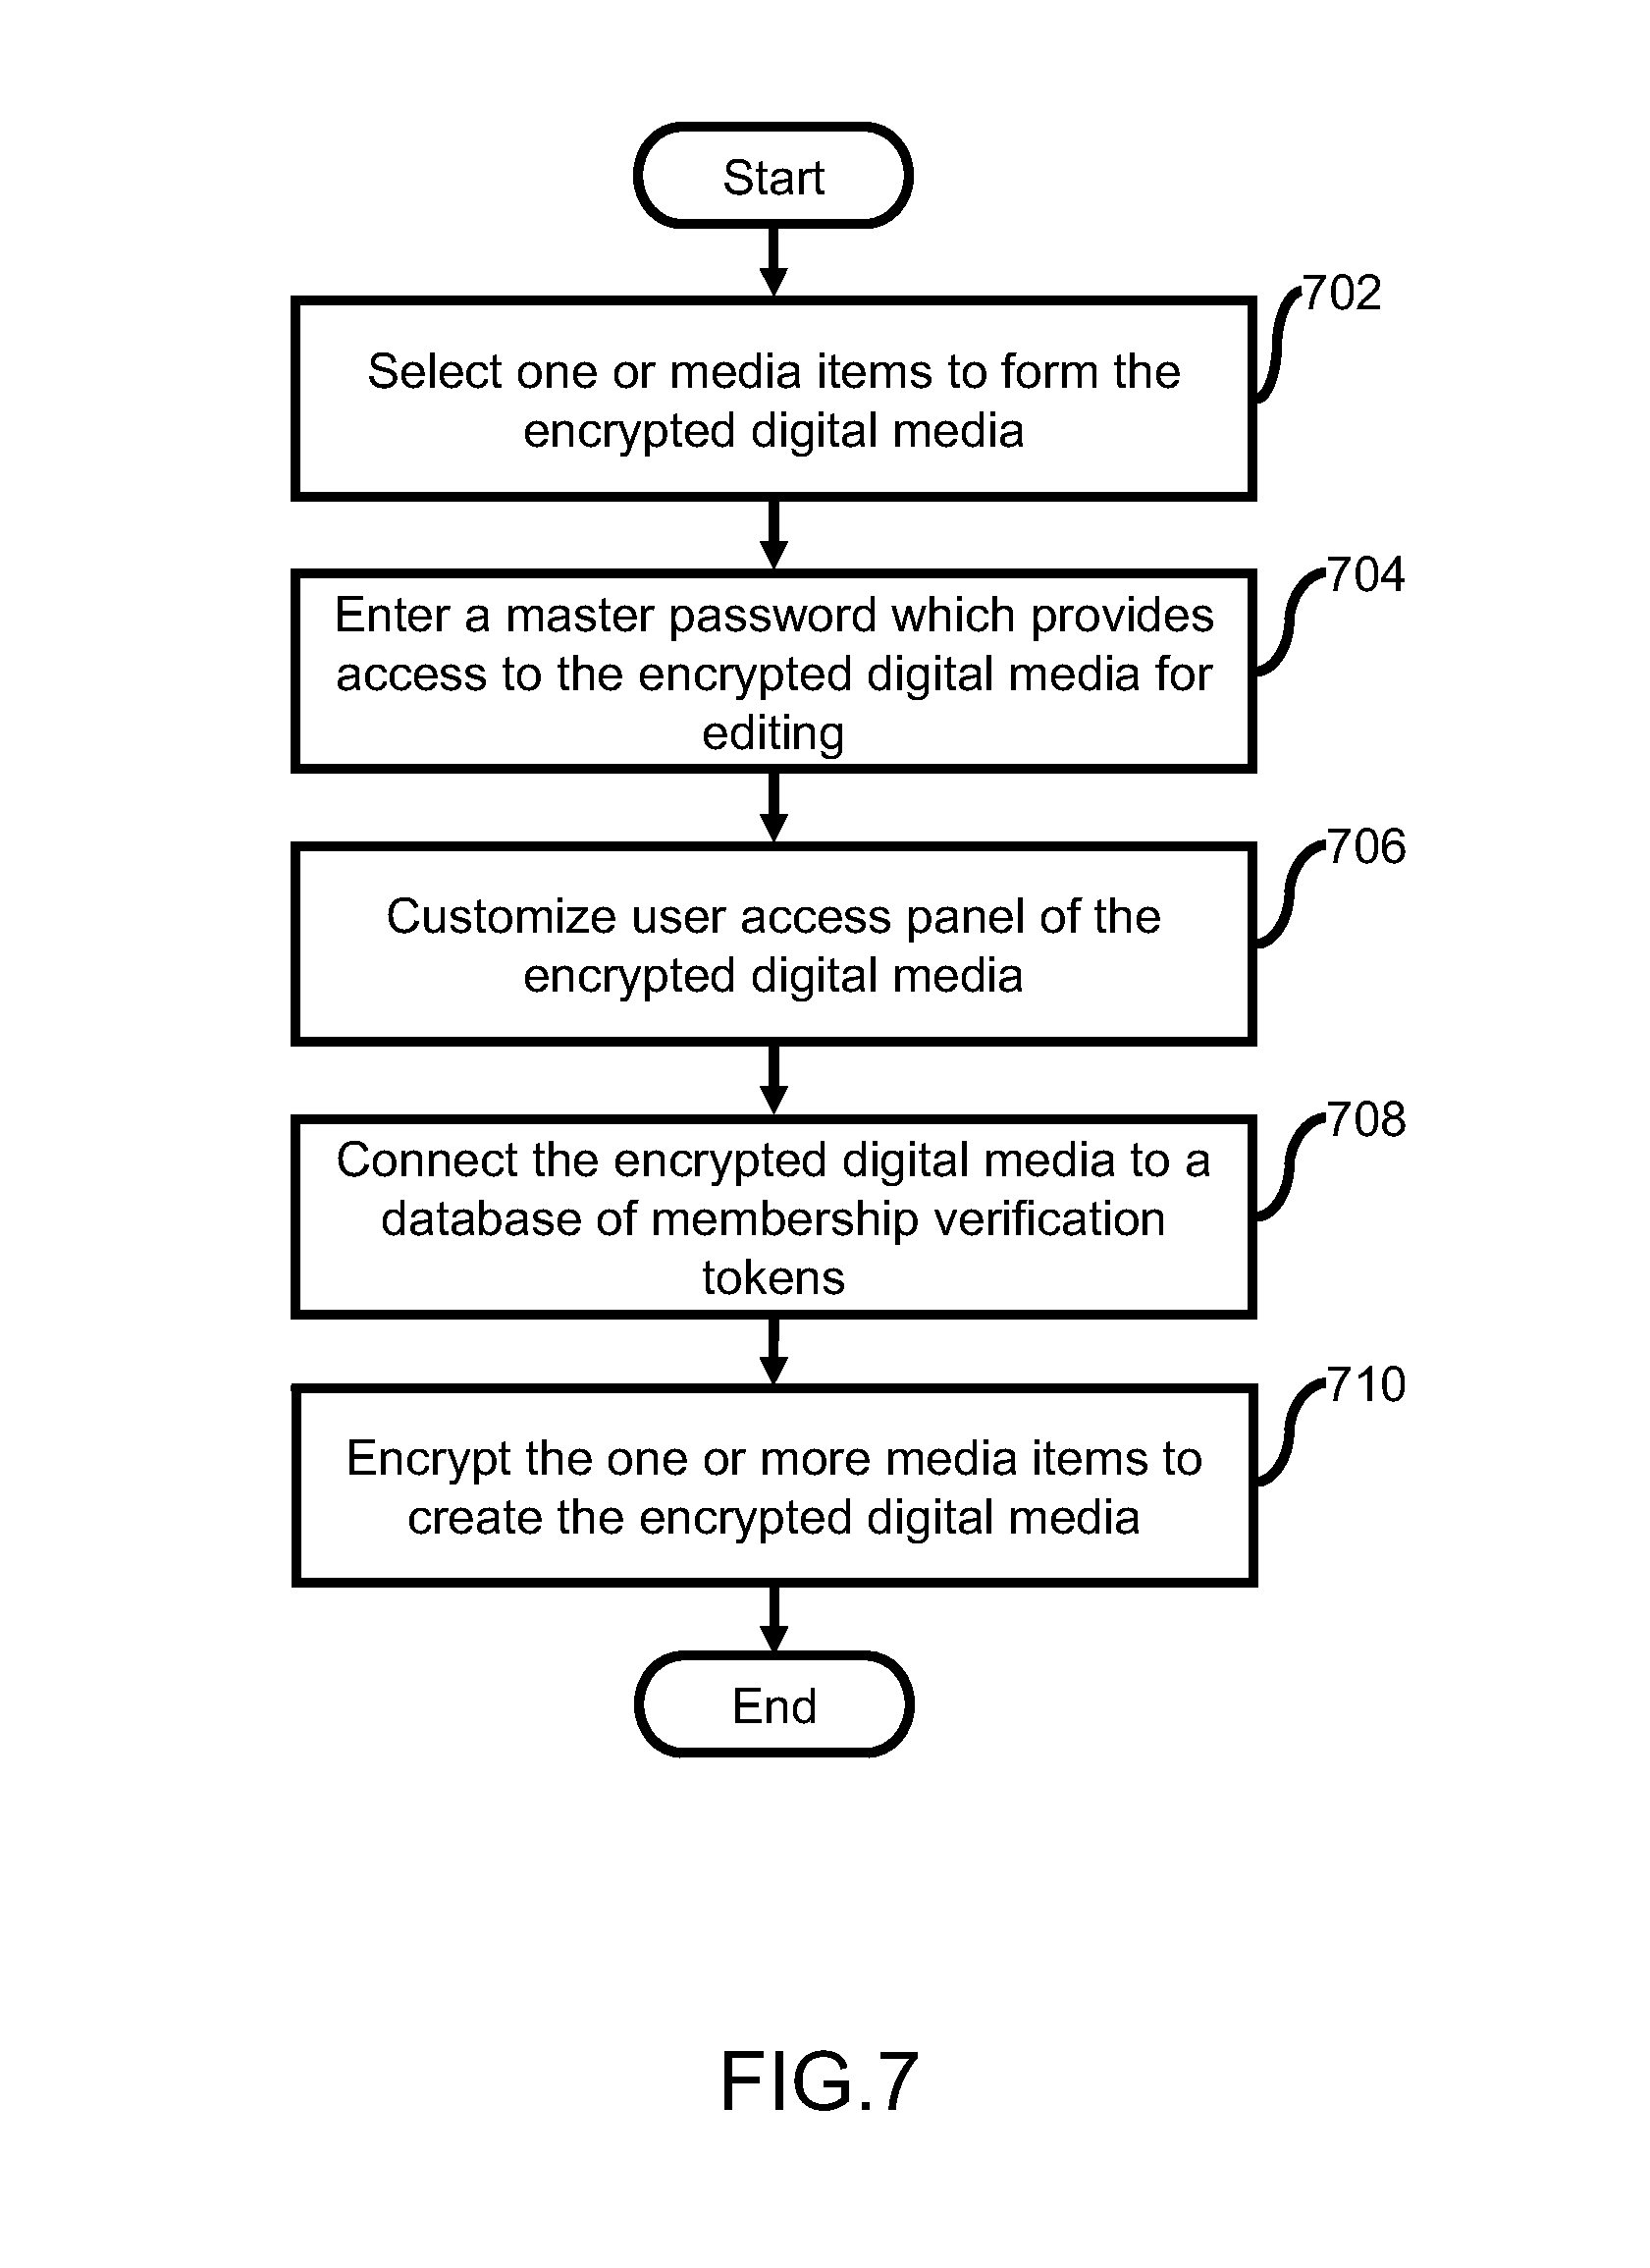 Start
702
Select one or media items to form the
encrypted digital media
704
Enter a master password which provides
access to the encrypted digital media for
editing
706
Customize user access panel of the
encrypted digital media
708
Connect the encrypted digital media to a
database of membership verification
tokens
710
Encrypt the one or more media items to
create the encrypted digital media
End
FIG.7